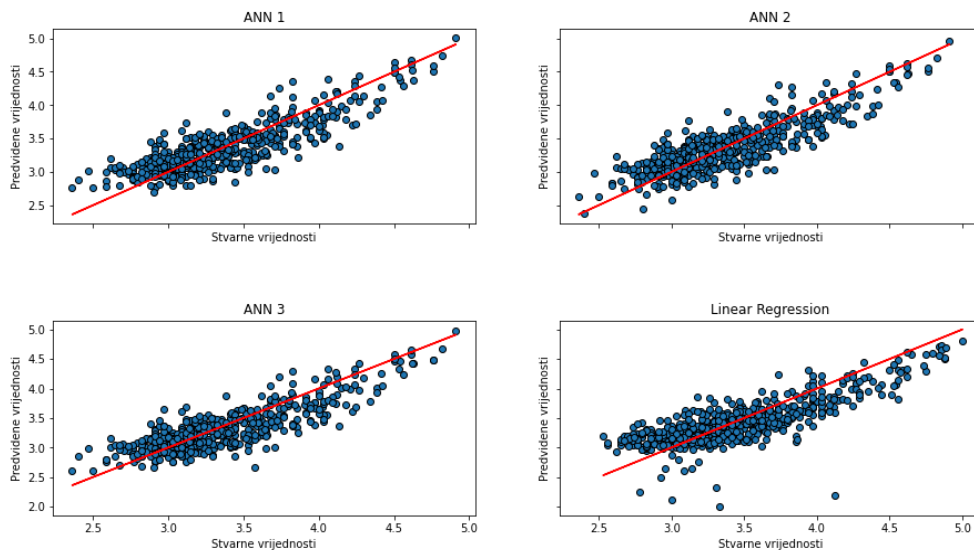 ANN 1
5.0
4.5
4.0
3.5
3.0
2.5
Predviđene vrijednosti
Stvarne vrijednosti
ANN 2
Predviđene vrijednosti
Stvarne vrijednosti
ANN 3
5.0
4.5
4.0
3.5
3.0
2.5
2.0
Predviđene vrijednosti
2.5 3.0 3.5 4.0 4.5 5.0
Stvarne vrijednosti
Linear Regression
Predviđene vrijednosti
2.5 3.0 3.5 4.0 4.5 5.0
Stvarne vrijednosti